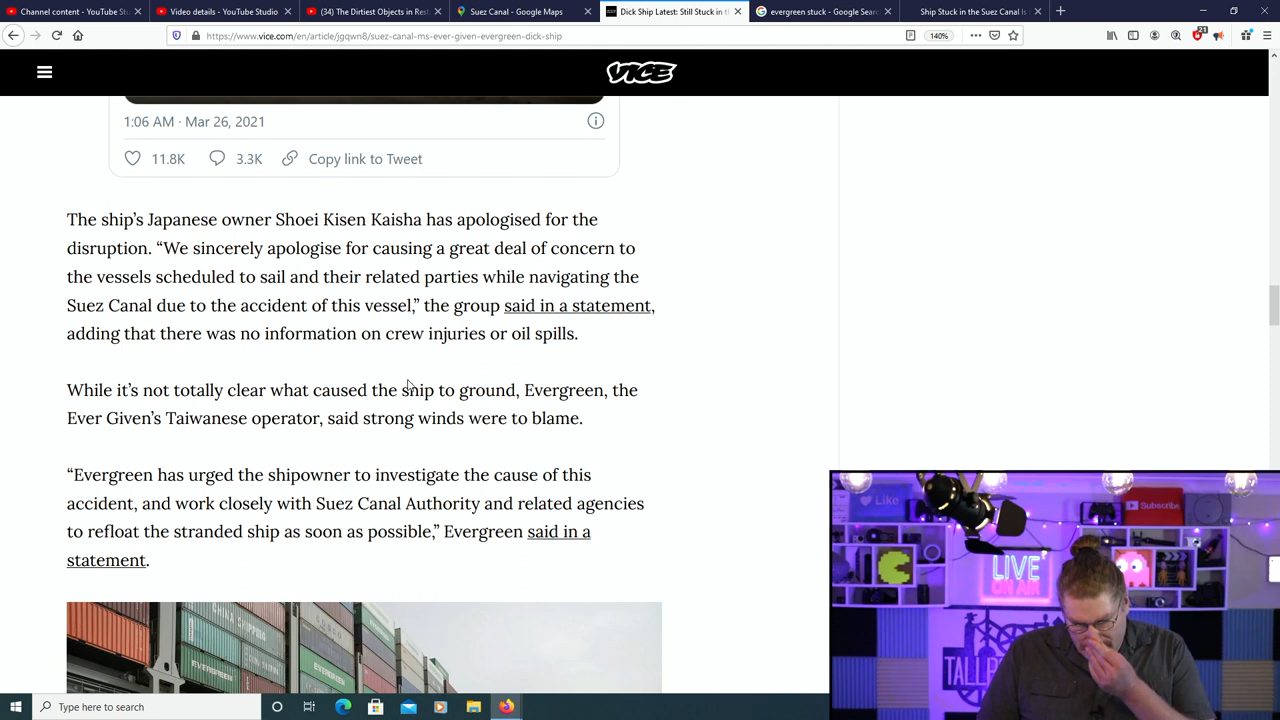 Channel content - YouTube St
Video details - YouTube Studio
(34) The Dirtiest Objects in Res
Suez Canal - Google Maps
Dick Ship Latest: Still Stuck in t
evergreen stuck - Google Searc
Ship Stuck in the Suez Canal Is
https://www.vice.com/en/article/jgqwn8/suez-canal-ms-ever-given-evergreen-dick-ship
140%
VICE
1:06 AM · Mar 26, 2021
11.8K
3.3K
Copy link to Tweet
The ship’s Japanese owner Shoei Kisen Kaisha has apologised for the
disruption. “We sincerely apologise for causing a great deal of concern to
the vessels scheduled to sail and their related parties while navigating the
Suez Canal due to the accident of this vessel,” the group said in a statement,
adding that there was no information on crew injuries or oil spills.
While it’s not totally clear what caused the ship to ground, Evergreen, the
Ever Given’s Taiwanese operator, said strong winds were to blame.
“Evergreen has urged the shipowner to investigate the cause of this
accident, and work closely with Suez Canal Authority and related agencies
to refloat the stranded ship as soon as possible,” Evergreen said in a
statement.
CHINA SHIPPING
EVERGREEN
Like
Subscribe
LIVE
ON AIR
TALL
Type here to search